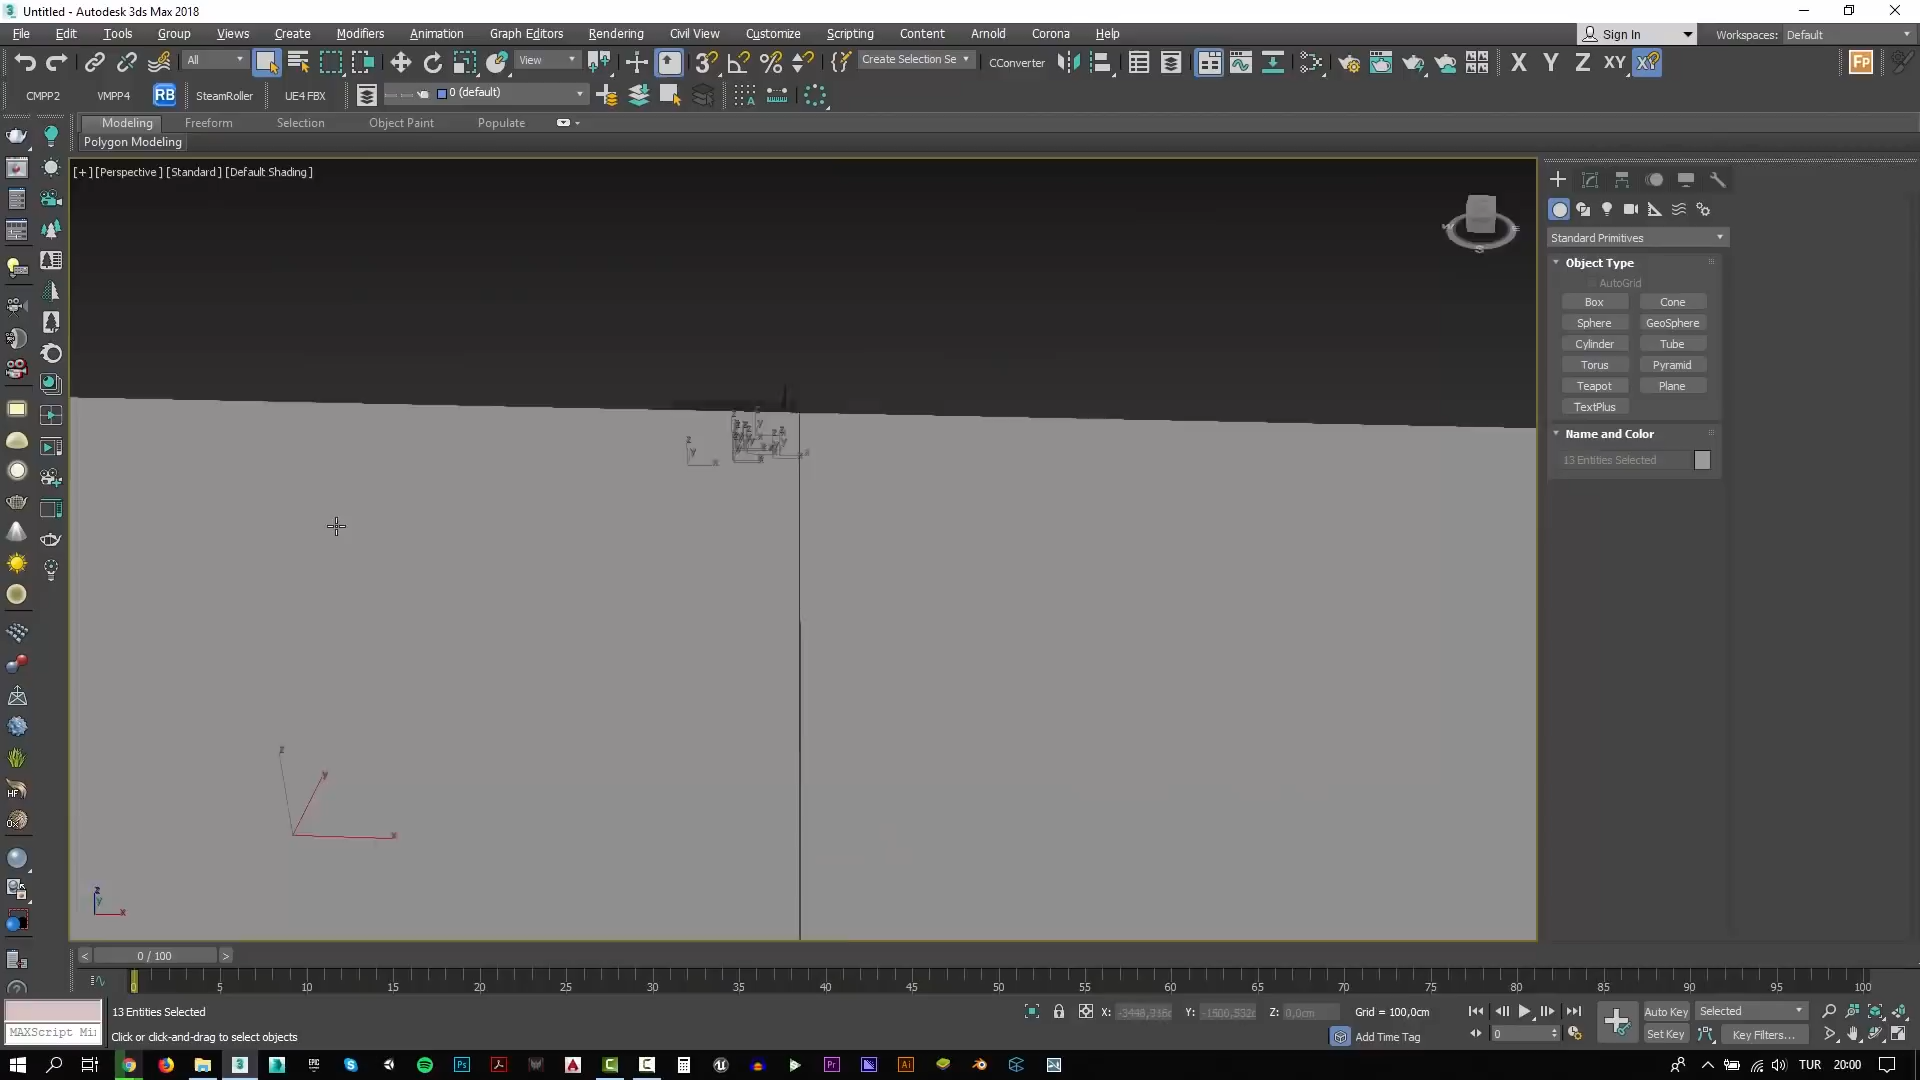 Untitled - Autodesk 3ds Max 2018
File Edit Tools Group Views Create Modifiers Animation Graph Editors Rendering Civil View Customize Scripting Content Arnold Corona Help
Sign In
Workspaces: Default
All
View
Create Selection Se
CConverter
X Y Z XY
Fp
CMPP2 VMPP4 RB SteamRoller UE4 FBX
0 (default)
Modeling Freeform Selection Object Paint Populate
Polygon Modeling
[+] [Perspective] [Standard] [Default Shading]
Standard Primitives
Object Type
AutoGrid
Box Cone
Sphere GeoSphere
Cylinder Tube
Torus Pyramid
Teapot Plane
TextPlus
Name and Color
13 Entities Selected
z
y
x
z
y
x
< 0 / 100 >
0 5 10 15 20 25 30 35 40 45 50 55 60 65 70 75 80 85 90 95 100
13 Entities Selected
X: Y: Z: 0,0cm
Grid = 100,0cm
Auto Key Selected
MAXScript Mi
Click or click-and-drag to select objects
Add Time Tag
0
Set Key Key Filters...
TUR 20:00